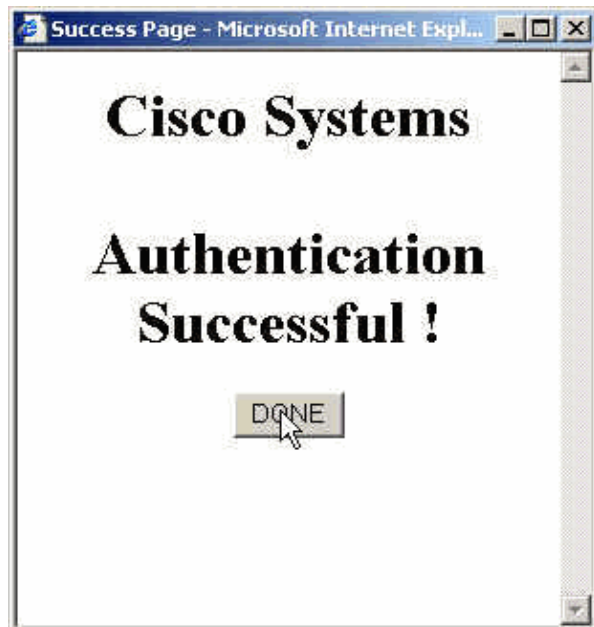 Success Page - Microsoft Internet Expl...
Cisco Systems
Authentication
Successful !
DONE